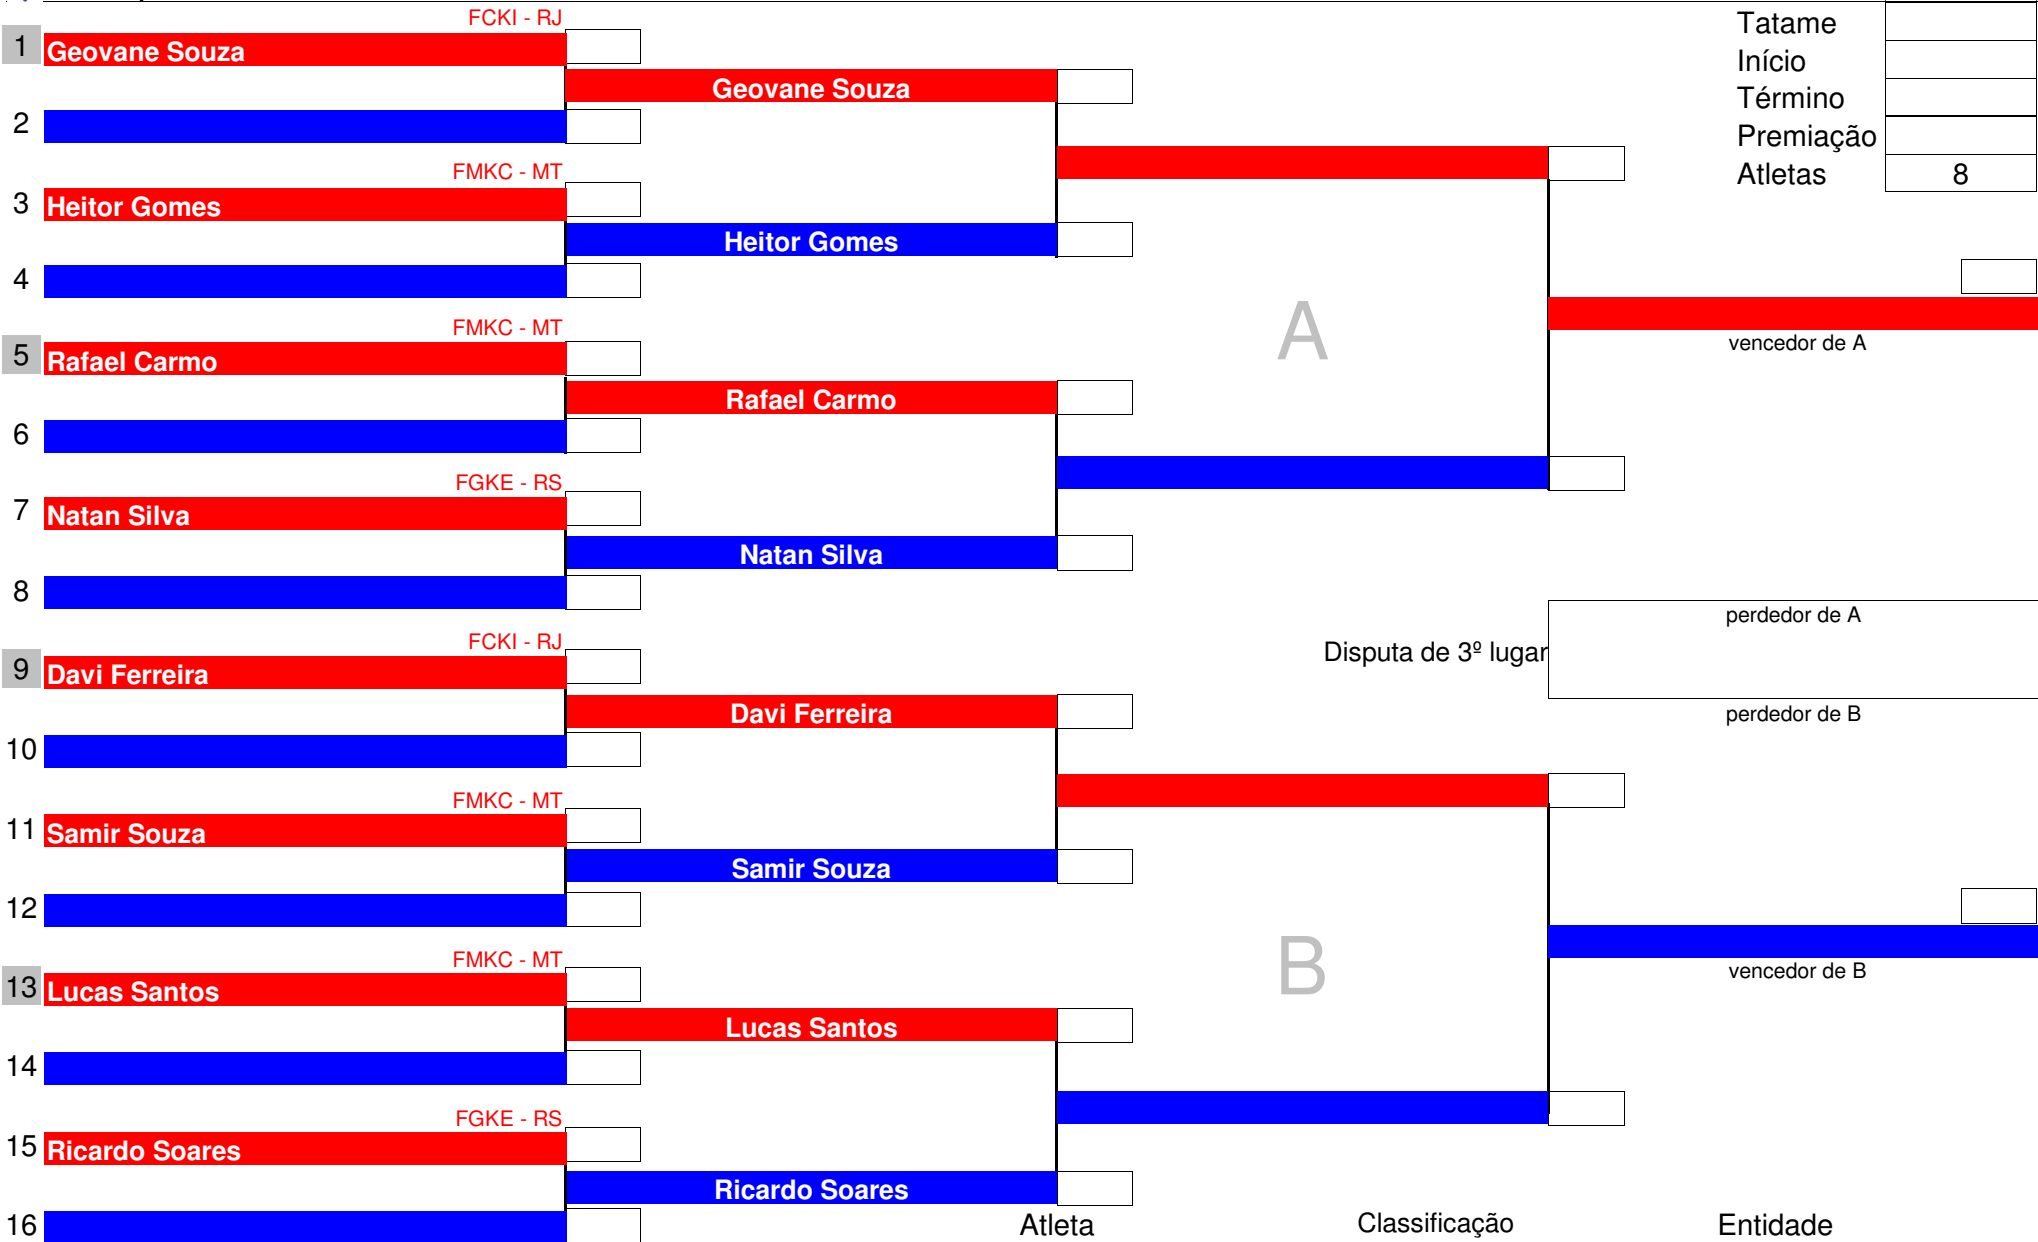 FCKI - RJ
1 Geovane Souza
Geovane Souza
2
FMKC - MT
3 Heitor Gomes
Heitor Gomes
4
FMKC - MT
5 Rafael Carmo
Rafael Carmo
6
FGKE - RS
7 Natan Silva
Natan Silva
8
FCKI - RJ
9 Davi Ferreira
Davi Ferreira
10
FMKC - MT
11 Samir Souza
Samir Souza
12
FMKC - MT
13 Lucas Santos
Lucas Santos
14
FGKE - RS
15 Ricardo Soares
Ricardo Soares
16
A
B
Tatame
Início
Término
Premiação
Atletas 8
vencedor de A
perdedor de A
Disputa de 3º lugar
perdedor de B
vencedor de B
Atleta Classificação Entidade